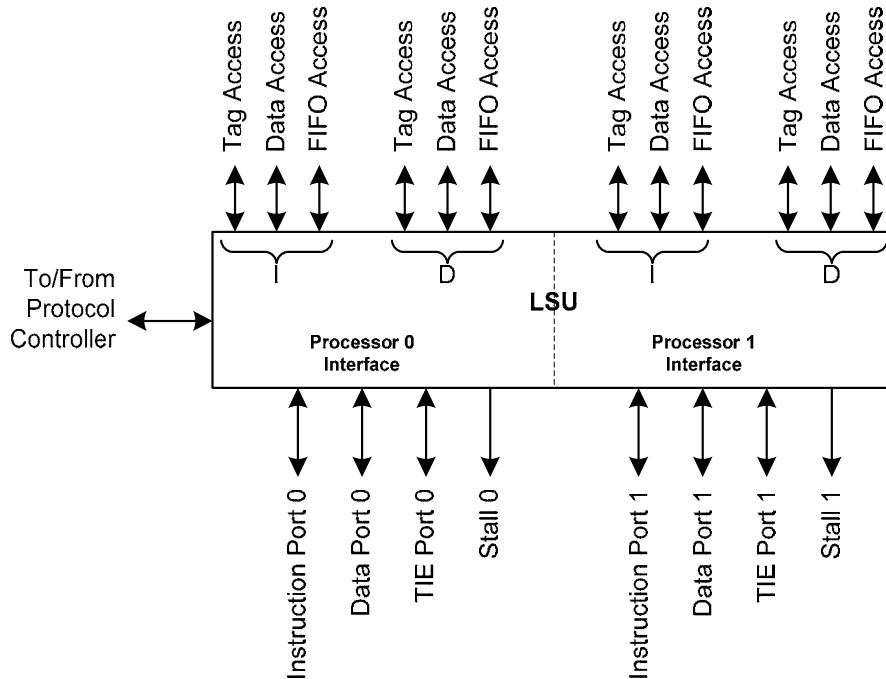 Tag Access
Data Access
FIFO Access
Tag Access
Data Access
FIFO Access
Tag Access
Data Access
FIFO Access
Tag Access
Data Access
FIFO Access
I
D
I
D
To/From
Protocol
Controller
LSU
Processor 0
Interface
Processor 1
Interface
Instruction Port 0
Data Port 0
TIE Port 0
Stall 0
Instruction Port 1
Data Port 1
TIE Port 1
Stall 1